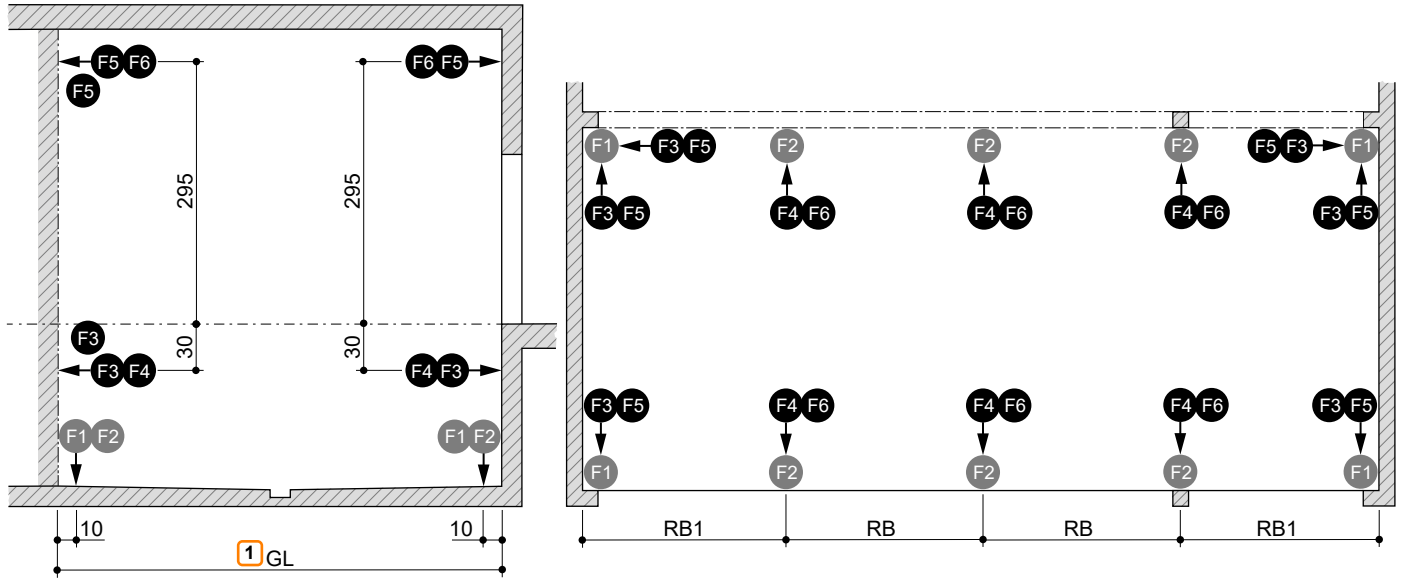 F5 F6 F6 F5
F5
295 295
F3
30 30
F3 F4 F4 F3
F1 F2 F1 F2
10 10
1 GL
F1 F3 F5 F2 F2 F2 F5 F3 F1
F3 F5 F4 F6 F4 F6 F4 F6 F3 F5
F3 F5 F4 F6 F4 F6 F4 F6 F3 F5
F1 F2 F2 F2 F1
RB1 RB RB RB1